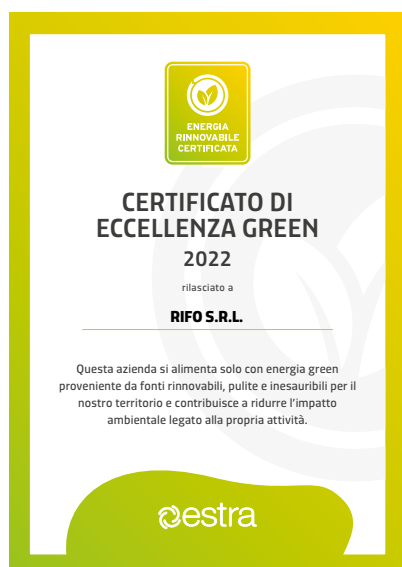 ENERGIA
RINNOVABILE
CERTIFICATA
CERTIFICATO DI
ECCELLENZA GREEN
2022
rilasciato a
RIFO S.R.L.
Questa azienda si alimenta solo con energia green
proveniente da fonti rinnovabili, pulite e inesauribili per il
nostro territorio e contribuisce a ridurre l'impatto
ambientale legato alla propria attività.
estra